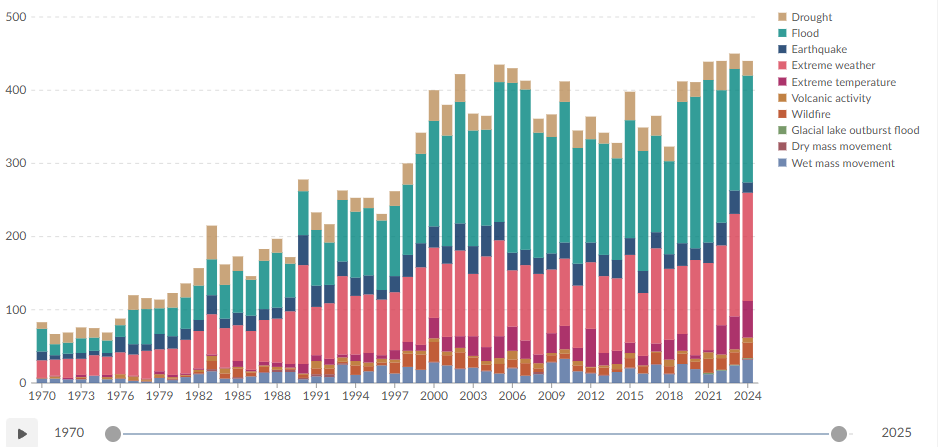 500
400
300
200
100
0
1970 1973 1976 1979 1982 1985 1988 1991 1994 1997 2000 2003 2006 2009 2012 2015 2018 2021 2024
Drought
Flood
Earthquake
Extreme weather
Extreme temperature
Volcanic activity
Wildfire
Glacial lake outburst flood
Dry mass movement
Wet mass movement
1970 2025